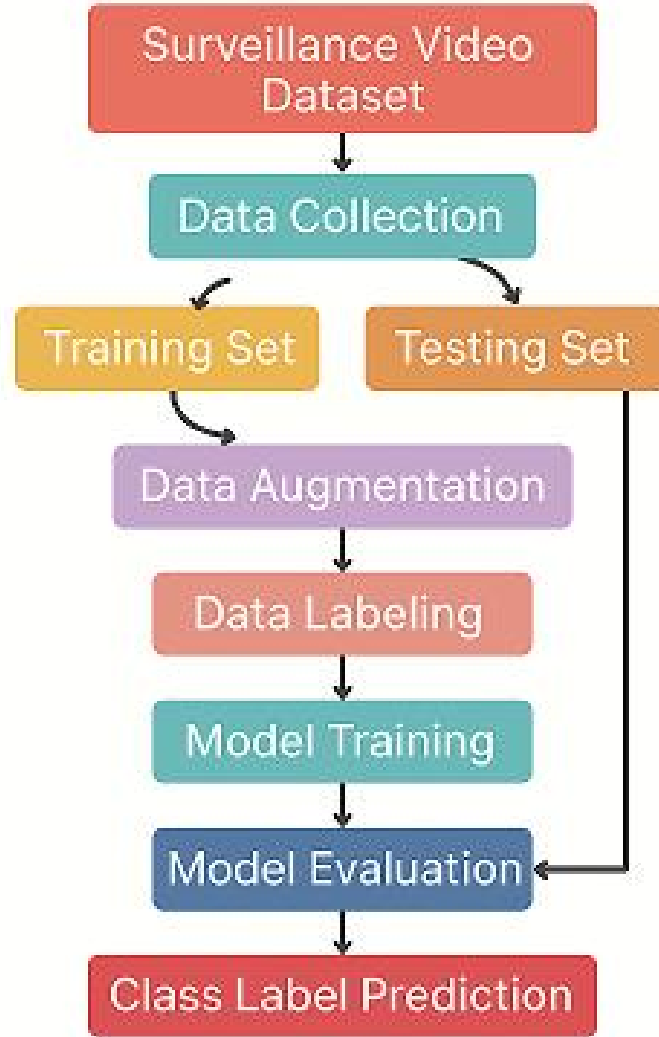 Surveillance Video
Dataset
Data Collection
Training Set
Testing Set
Data Augmentation
Data Labeling
Model Training
Model Evaluation
Class Label Prediction